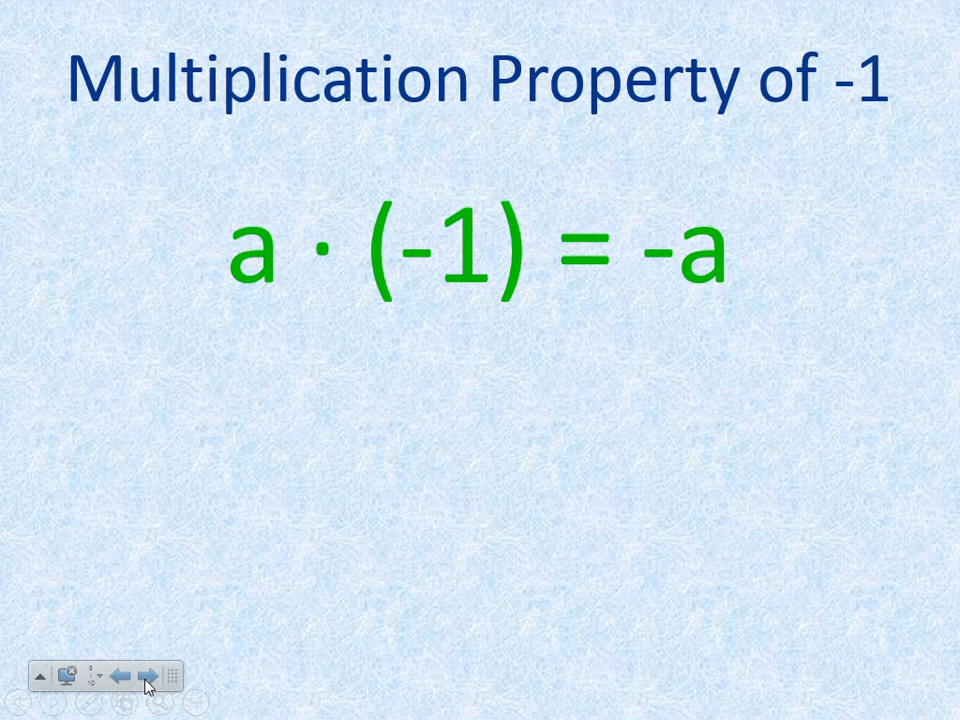 Multiplication Property of -1
a · (-1) = -a